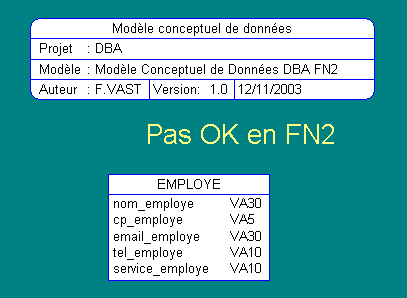 Modèle conceptuel de données
Projet : DBA
Modèle : Modèle Conceptuel de Données DBA FN2
Auteur : F.VAST Version: 1.0 12/11/2003
Pas OK en FN2
EMPLOYE
nom_employe VA30
cp_employe VA5
email_employe VA30
tel_employe VA10
service_employe VA10